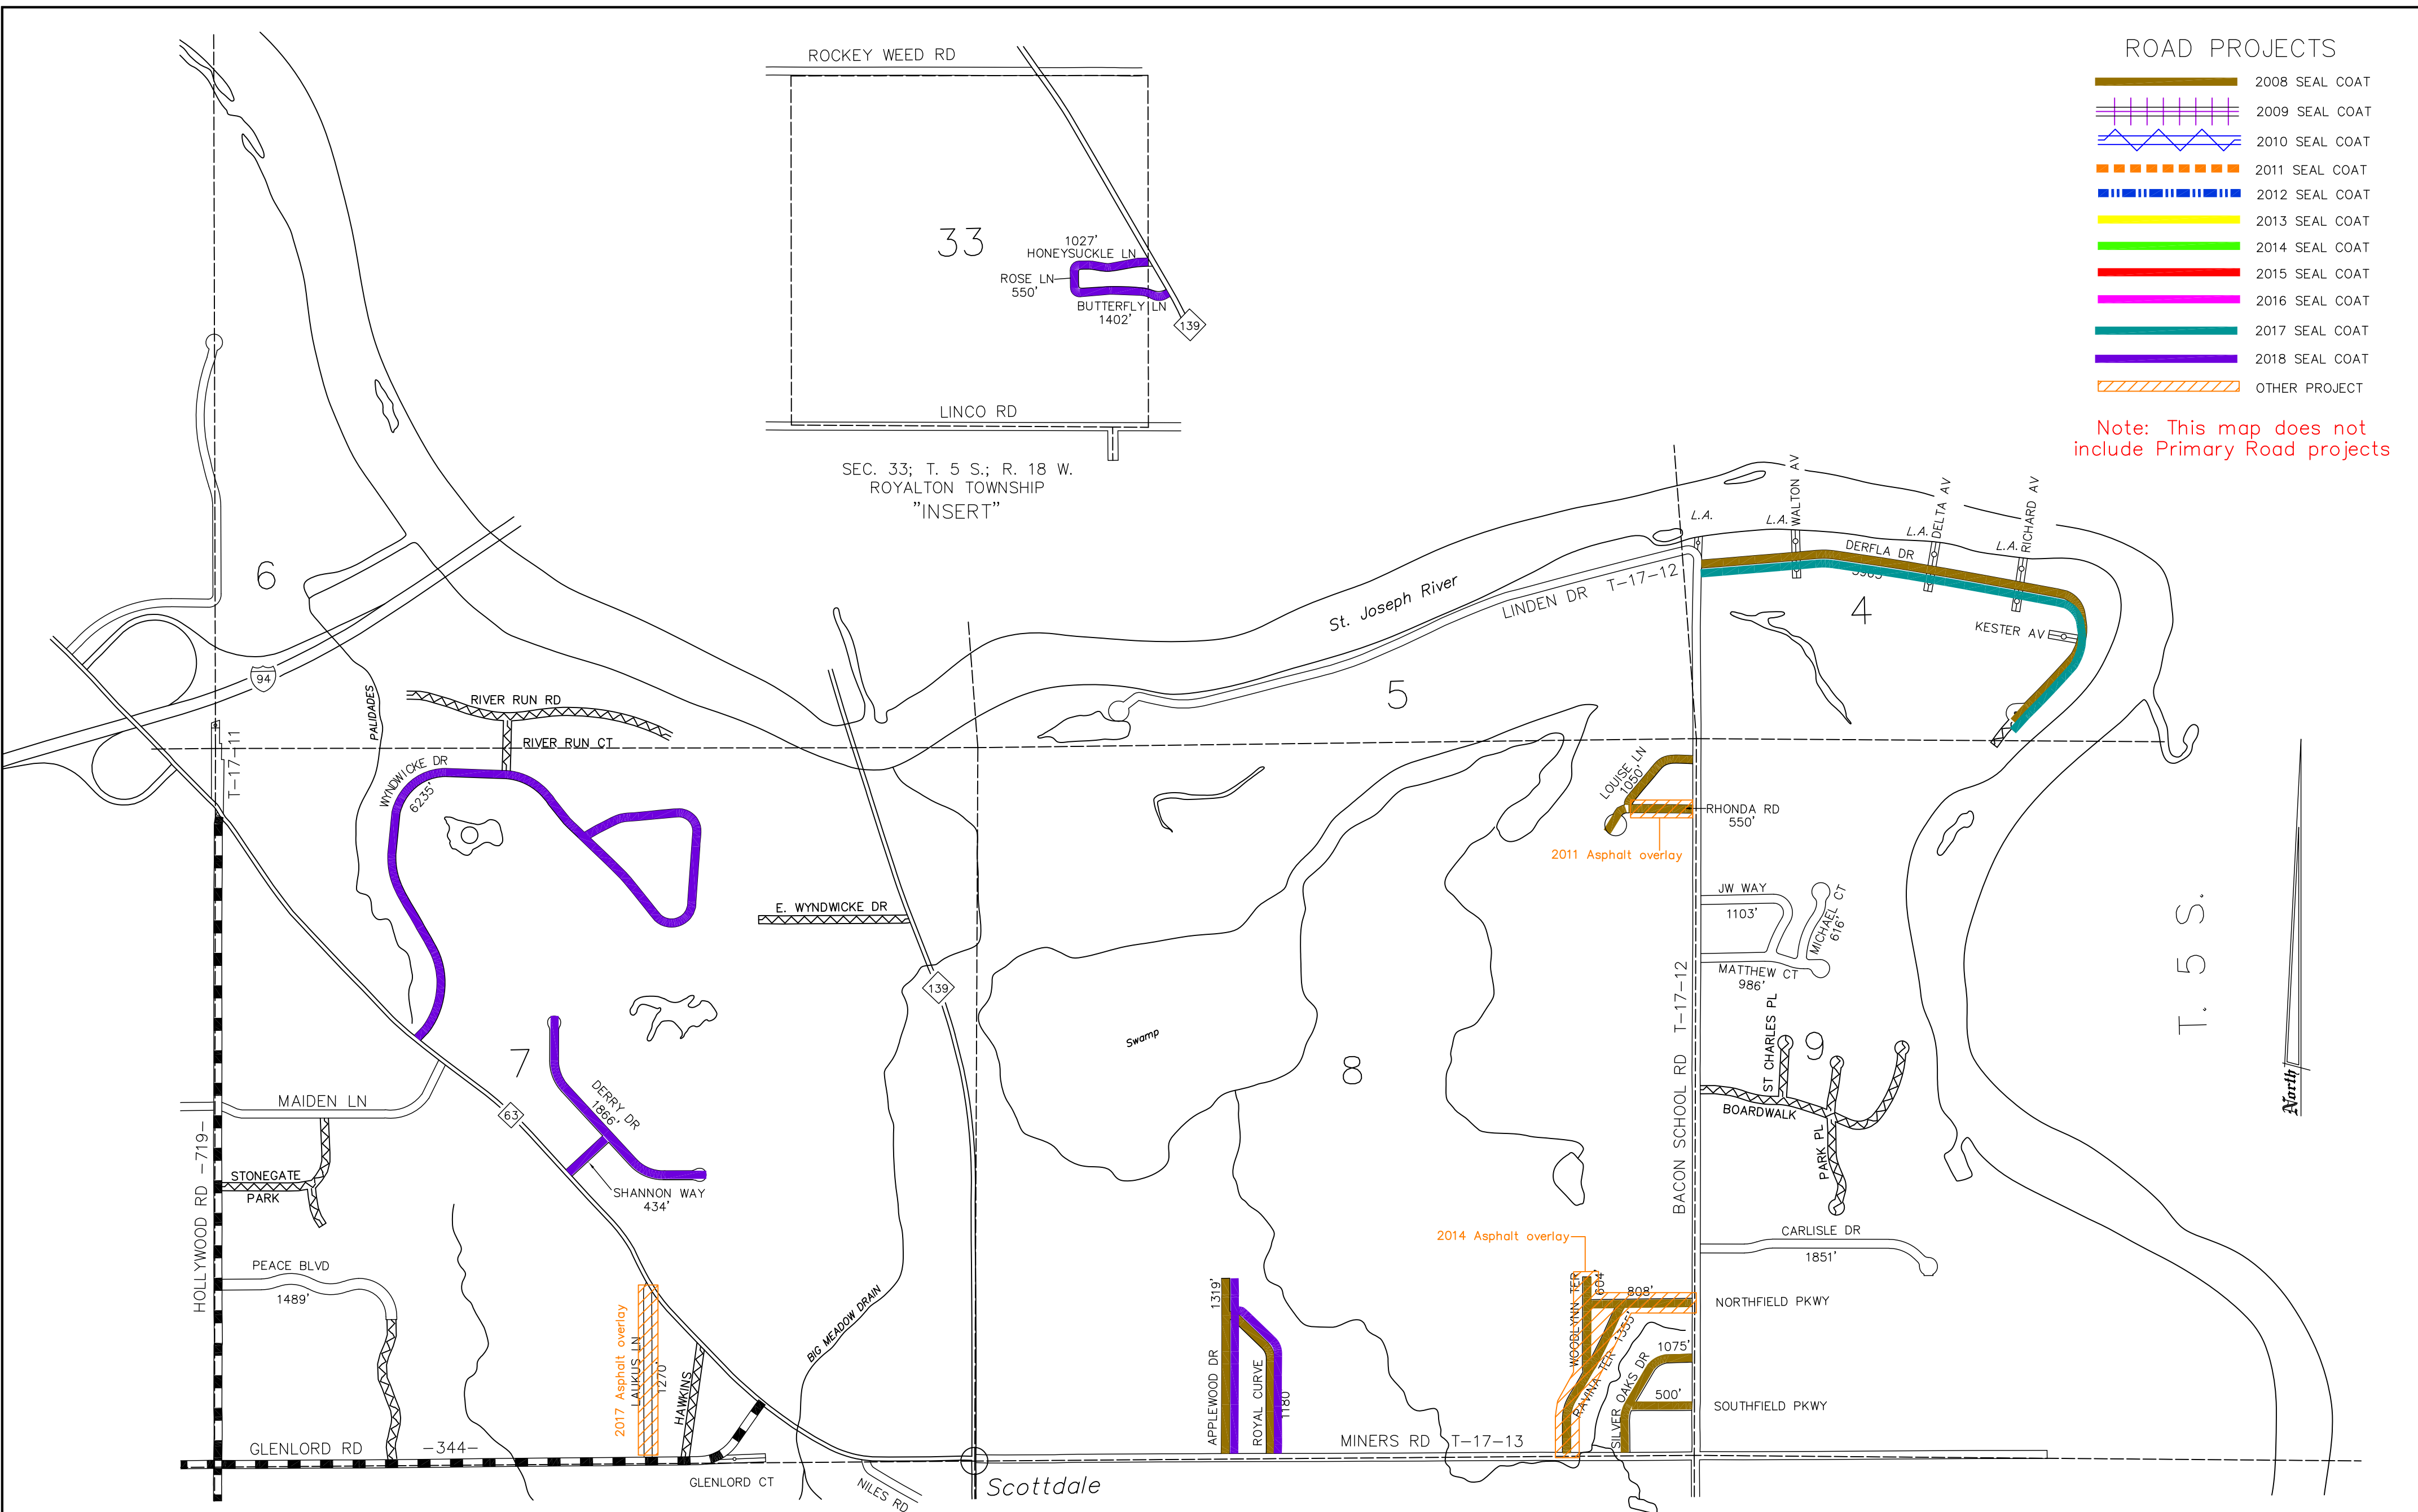 ROCKEY WEED RD
33
1027'
HONEYSUCKLE LN
ROSE LN
550'
BUTTERFLY LN
1402'
139
LINCO RD
SEC. 33; T. 5 S.; R. 18 W.
ROYALTON TOWNSHIP
"INSERT"
ROAD PROJECTS
2008 SEAL COAT
2009 SEAL COAT
2010 SEAL COAT
2011 SEAL COAT
2012 SEAL COAT
2013 SEAL COAT
2014 SEAL COAT
2015 SEAL COAT
2016 SEAL COAT
2017 SEAL COAT
2018 SEAL COAT
OTHER PROJECT
Note: This map does not
include Primary Road projects
6
94
T-17-11
PALIDADES
RIVER RUN RD
RIVER RUN CT
WYNDWICKE DR
6235'
E. WYNDWICKE DR
139
St. Joseph River
LINDEN DR T-17-12
5
L.A.
L.A.
WALTON AV
L.A.
DELTA AV
L.A.
RICHARD AV
DERFLA DR
4
KESTER AV
LOUISE LN
1050'
RHONDA RD
550'
2011 Asphalt overlay
JW WAY
1103'
MICHAEL CT
616'
MATTHEW CT
986'
ST CHARLES PL
9
BOARDWALK
PARK PL
CARLISLE DR
1851'
T. 5 S.
North
7
DERRY DR
1866'
SHANNON WAY
434'
63
MAIDEN LN
STONEGATE
PARK
HOLLYWOOD RD -719-
PEACE BLVD
1489'
2017 Asphalt overlay
LAUKUS LN
1270'
HAWKINS
GLENLORD RD -344-
GLENLORD CT
NILES RD
BIG MEADOW DRAIN
Scottdale
Swamp
8
BACON SCHOOL RD T-17-12
2014 Asphalt overlay
WOODLYNN TER
604'
808'
NORTHFIELD PKWY
RAVINA TER 1355'
SILVER OAKS DR
1075'
500'
SOUTHFIELD PKWY
APPLEWOOD DR
1319'
ROYAL CURVE
1180
MINERS RD T-17-13